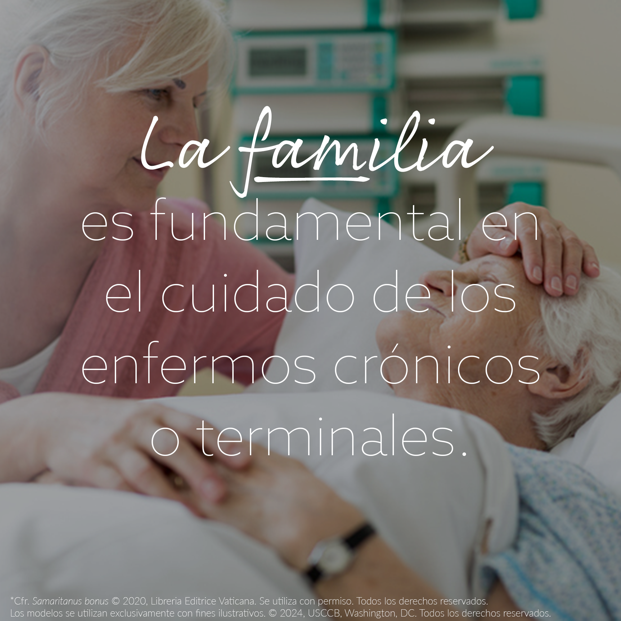 La familia
es fundamental en
el cuidado de los
enfermos crónicos
o terminales.
*Cfr. Samaritanus bonus © 2020, Libreria Editrice Vaticana. Se utiliza con permiso. Todos los derechos reservados.
Los modelos se utilizan exclusivamente con fines ilustrativos. © 2024, USCCB, Washington, DC. Todos los derechos reservados.